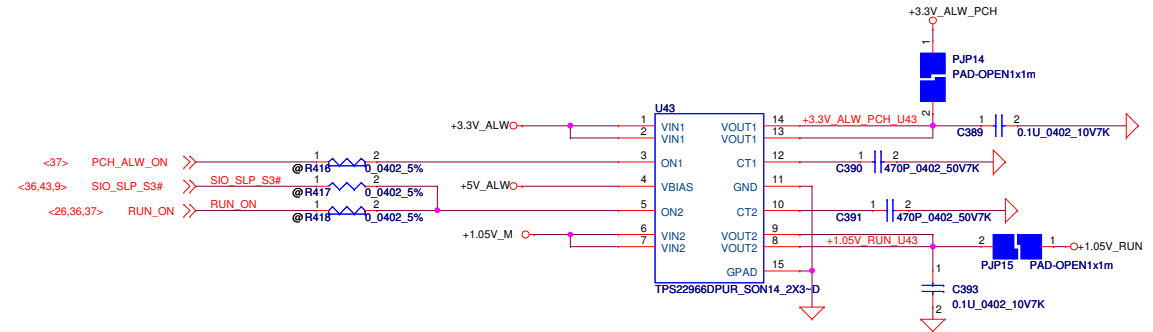 +3.3V_ALW_PCH
1
PJP14
PAD-OPEN1x1m
2
U43
+3.3V_ALW
1 VIN1 VOUT1 14 +3.3V_ALW_PCH_U43
2 VIN1 VOUT1 13
C389 1 2 0.1U_0402_10V7K
<37> PCH_ALW_ON 1 2 3 ON1 CT1 12 1 2
@R416 0_0402_5% C390 470P_0402_50V7K
<36,43,9> SIO_SLP_S3# SIO_SLP_S3# 1 2 +5V_ALW 4 VBIAS GND 11
@R417 0_0402_5%
<26,36,37> RUN_ON RUN_ON 1 2 5 ON2 CT2 10 1 2
@R418 0_0402_5% C391 470P_0402_50V7K
+1.05V_M 6 VIN2 VOUT2 9
7 VIN2 VOUT2 8 +1.05V_RUN_U43 2 1 +1.05V_RUN
PJP15 PAD-OPEN1x1m
GPAD 15
TPS22966DPUR_SON14_2X3~D
1
C393
0.1U_0402_10V7K
2